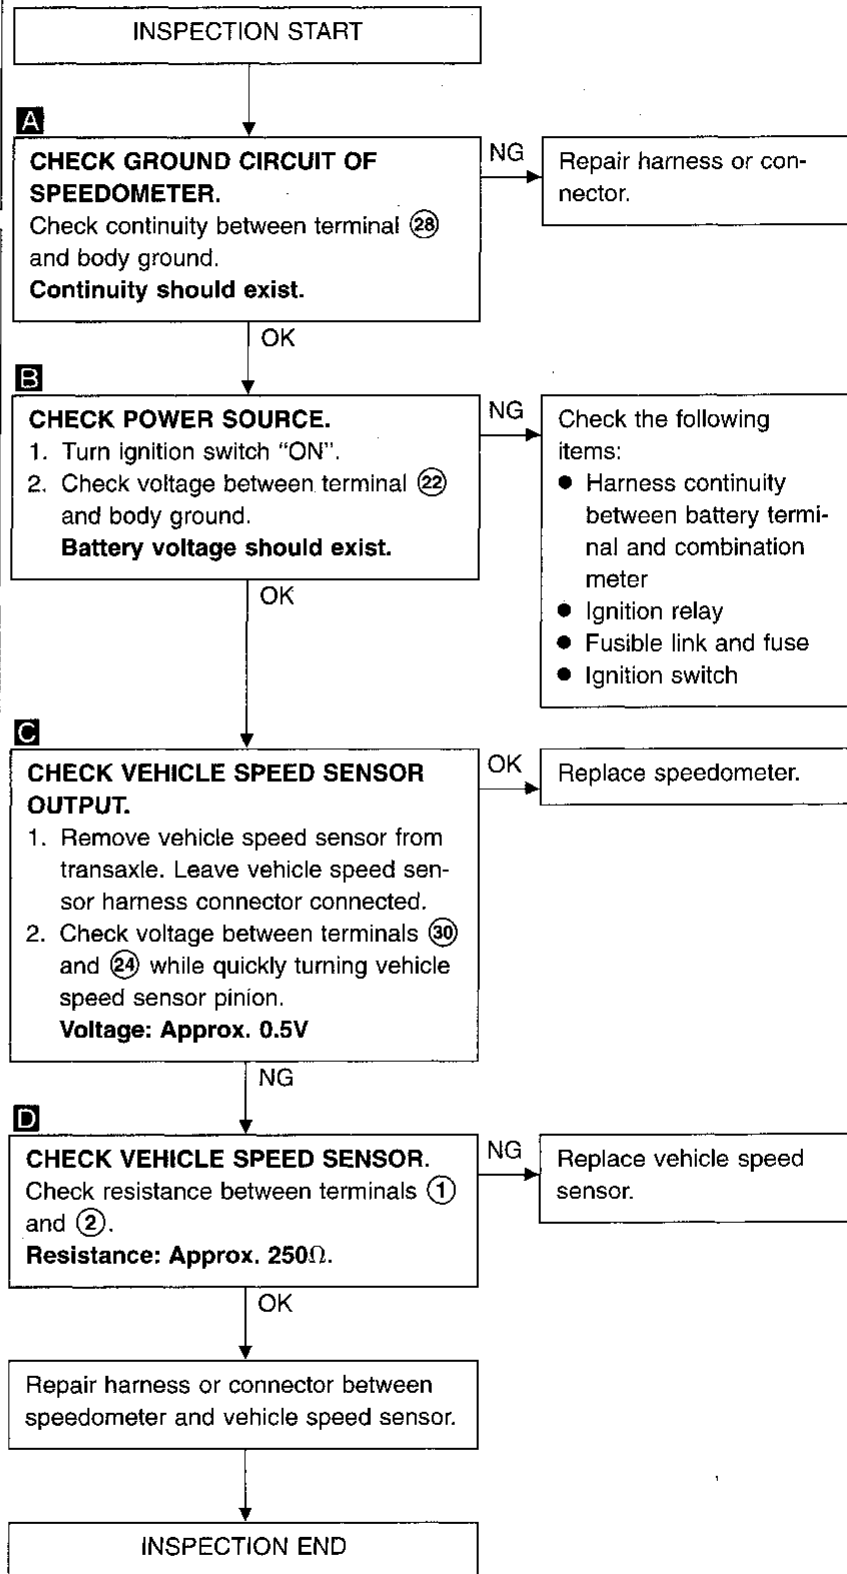 INSPECTION START
A
CHECK GROUND CIRCUIT OF
SPEEDOMETER.
Check continuity between terminal ㉘
and body ground.
Continuity should exist.
NG
Repair harness or con-
nector.
OK
B
CHECK POWER SOURCE.
1. Turn ignition switch “ON”.
2. Check voltage between terminal ㉒
and body ground.
Battery voltage should exist.
NG
Check the following
items:
● Harness continuity
between battery termi-
nal and combination
meter
● Ignition relay
● Fusible link and fuse
● Ignition switch
OK
C
CHECK VEHICLE SPEED SENSOR
OUTPUT.
1. Remove vehicle speed sensor from
transaxle. Leave vehicle speed sen-
sor harness connector connected.
2. Check voltage between terminals ㉚
and ㉔ while quickly turning vehicle
speed sensor pinion.
Voltage: Approx. 0.5V
OK
Replace speedometer.
NG
D
CHECK VEHICLE SPEED SENSOR.
Check resistance between terminals ①
and ②.
Resistance: Approx. 250Ω.
NG
Replace vehicle speed
sensor.
OK
Repair harness or connector between
speedometer and vehicle speed sensor.
INSPECTION END